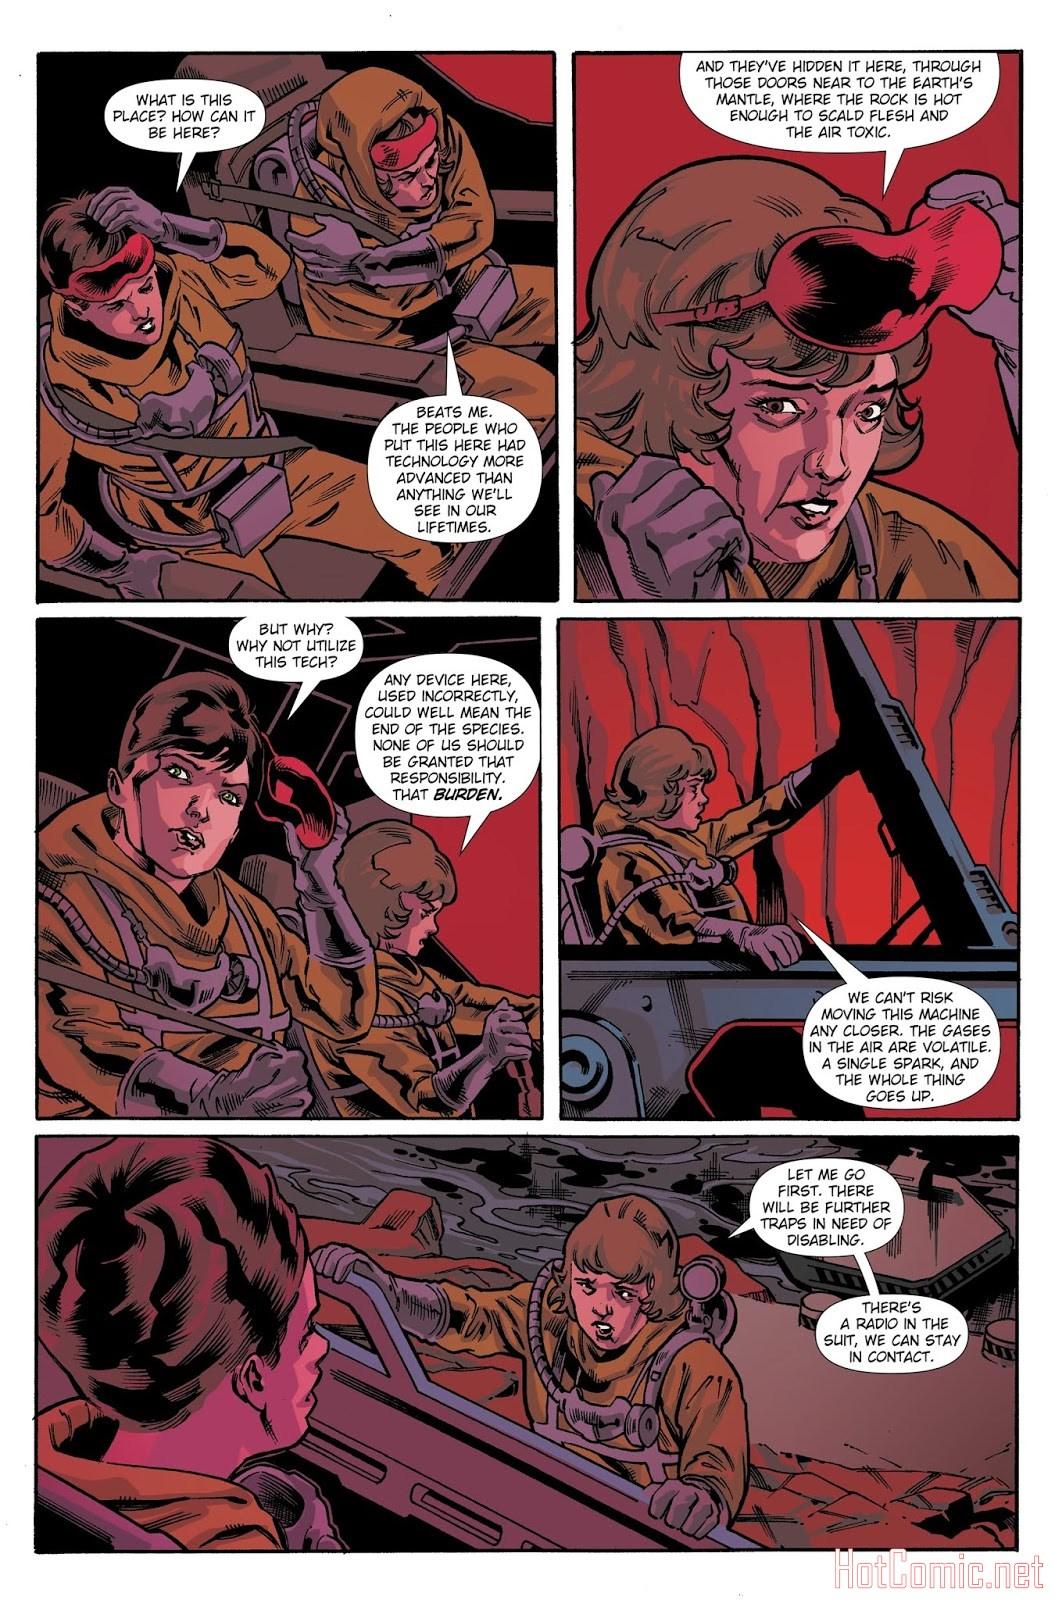 WHAT IS THIS
PLACE? HOW CAN IT
BE HERE?
BEATS ME.
THE PEOPLE WHO
PUT THIS HERE HAD
TECHNOLOGY MORE
ADVANCED THAN
ANYTHING WE'LL
SEE IN OUR
LIFETIMES.
AND THEY'VE HIDDEN IT HERE, THROUGH
THOSE DOORS NEAR TO THE EARTH'S
MANTLE, WHERE THE ROCK IS HOT
ENOUGH TO SCALD FLESH AND
THE AIR TOXIC.
BUT WHY?
WHY NOT UTILIZE
THIS TECH?
ANY DEVICE HERE,
USED INCORRECTLY,
COULD WELL MEAN THE
END OF THE SPECIES.
NONE OF US SHOULD
BE GRANTED THAT
RESPONSIBILITY.
THAT BURDEN.
WE CAN'T RISK
MOVING THIS MACHINE
ANY CLOSER. THE GASES
IN THE AIR ARE VOLATILE.
A SINGLE SPARK, AND
THE WHOLE THING
GOES UP.
LET ME GO
FIRST. THERE
WILL BE FURTHER
TRAPS IN NEED OF
DISABLING.
THERE'S
A RADIO IN THE
SUIT, WE CAN STAY
IN CONTACT.
HotComic.net